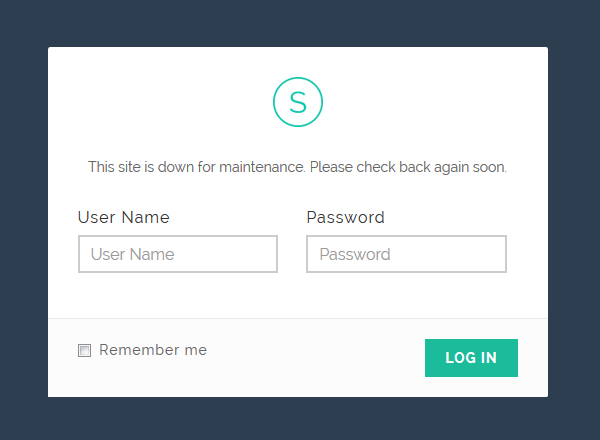 S
This site is down for maintenance. Please check back again soon.
User Name Password
User Name Password
Remember me LOG IN